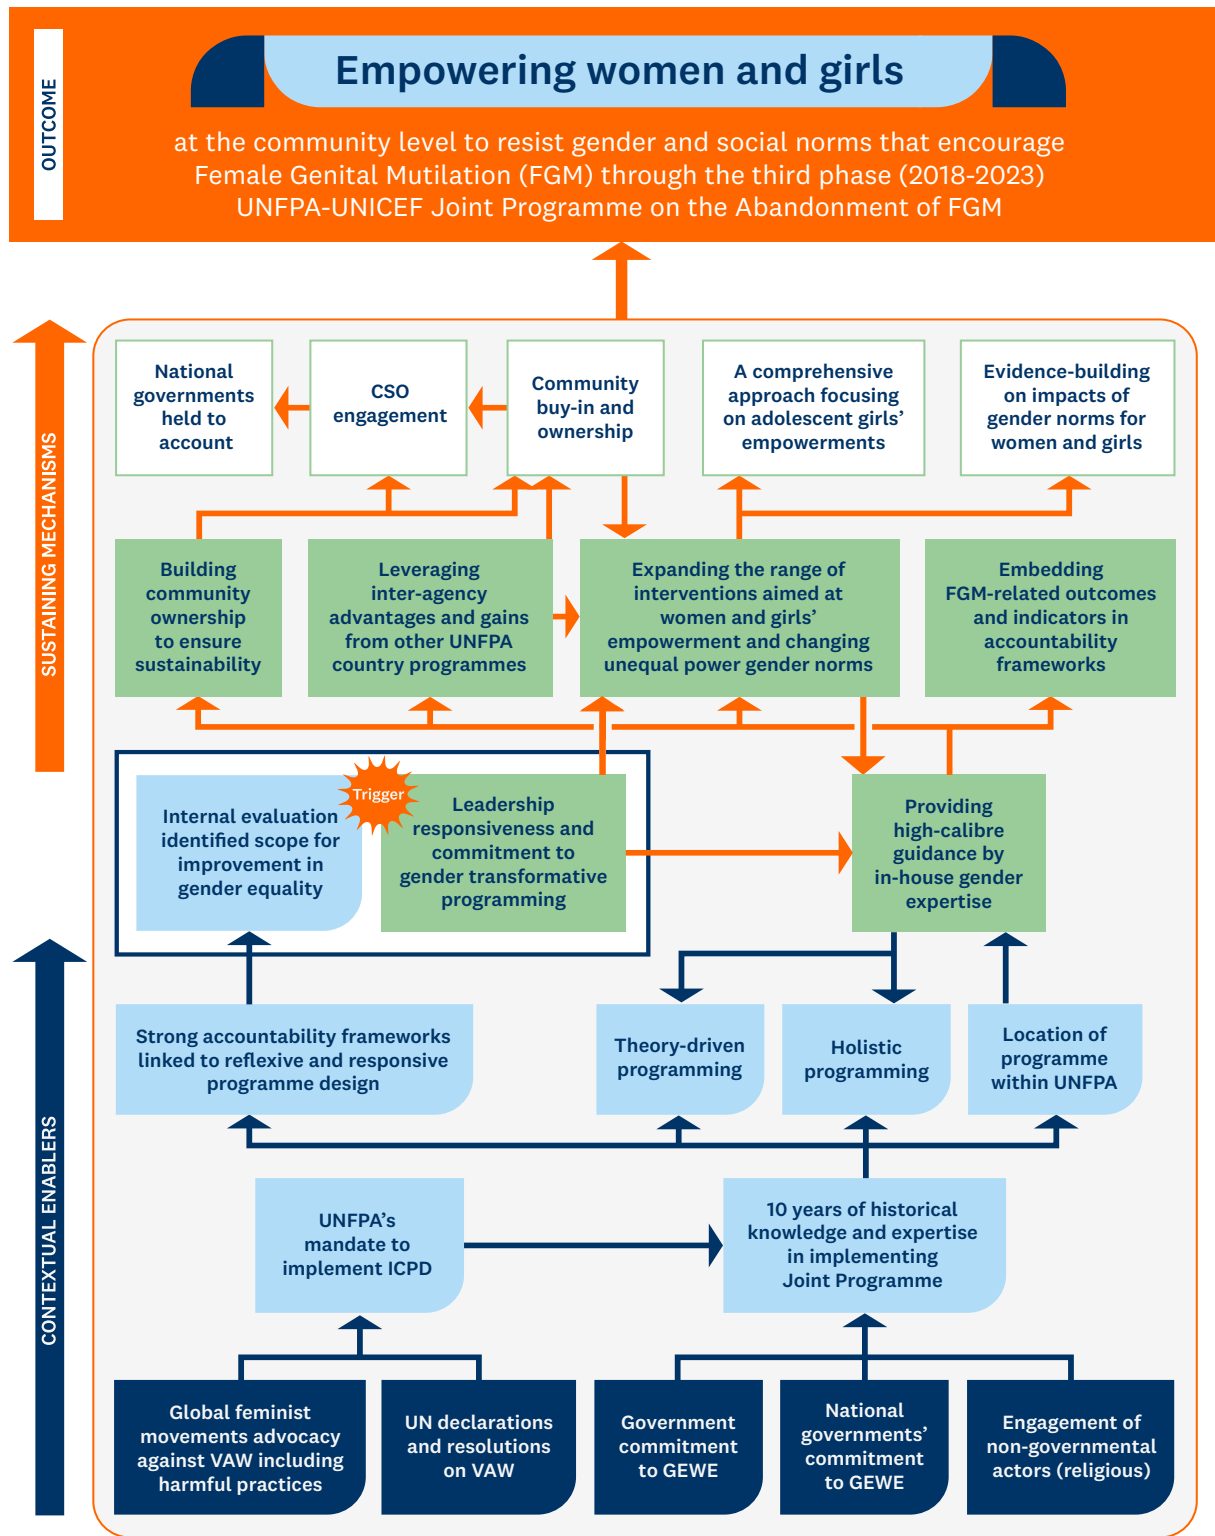 OUTCOME
Empowering women and girls
at the community level to resist gender and social norms that encourage
Female Genital Mutilation (FGM) through the third phase (2018-2023)
UNFPA-UNICEF Joint Programme on the Abandonment of FGM
SUSTAINING MECHANISMS
National
governments
held to
account
CSO
engagement
Community
buy-in and
ownership
A comprehensive
approach focusing
on adolescent girls’
empowerments
Evidence-building
on impacts of
gender norms for
women and girls
Building
community
ownership
to ensure
sustainability
Leveraging
inter-agency
advantages and gains
from other UNFPA
country programmes
Expanding the range of
interventions aimed at
women and girls’
empowerment and changing
unequal power gender norms
Embedding
FGM-related outcomes
and indicators in
accountability
frameworks
Internal evaluation
identified scope for
improvement in
gender equality
Trigger
Leadership
responsiveness and
commitment to
gender transformative
programming
Providing
high-calibre
guidance by
in-house gender
expertise
CONTEXTUAL ENABLERS
Strong accountability frameworks
linked to reflexive and responsive
programme design
Theory-driven
programming
Holistic
programming
Location of
programme
within UNFPA
UNFPA’s
mandate to
implement ICPD
10 years of historical
knowledge and expertise
in implementing
Joint Programme
Global feminist
movements advocacy
against VAW including
harmful practices
UN declarations
and resolutions
on VAW
Government
commitment
to GEWE
National
governments’
commitment
to GEWE
Engagement of
non-governmental
actors (religious)